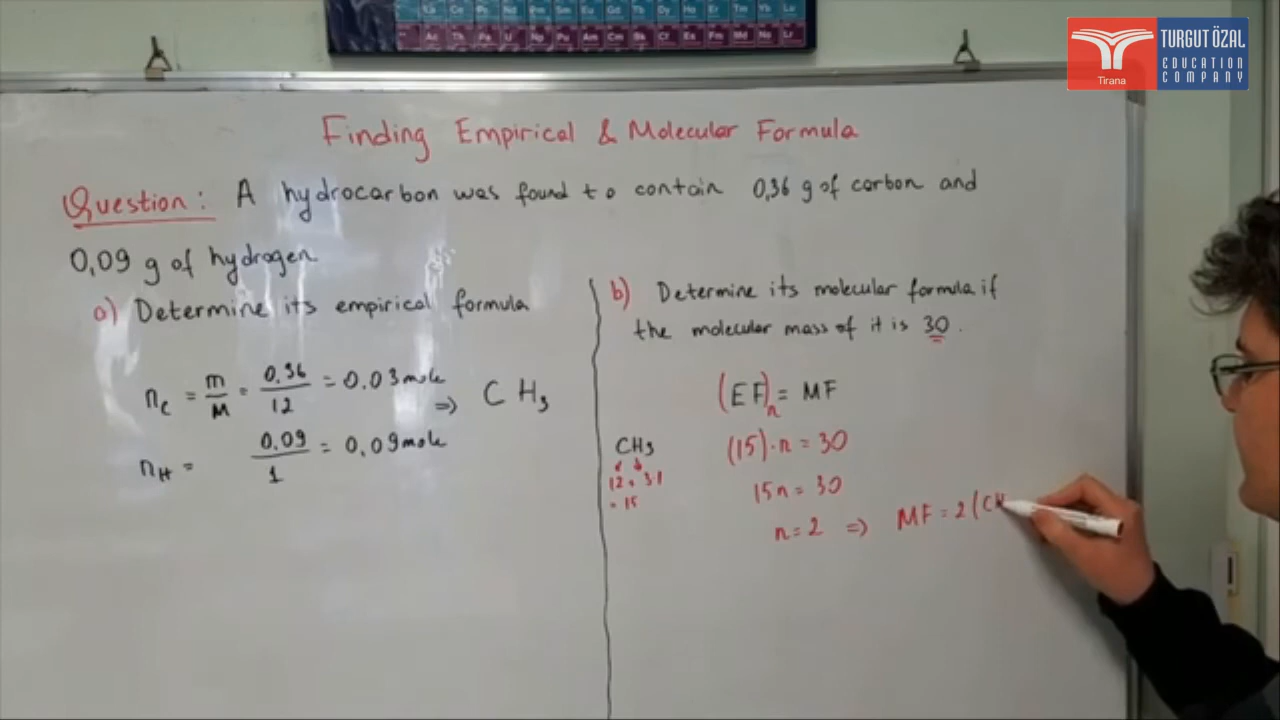 TURGUT ÖZAL
EDUCATION
COMPANY
Tirana
Finding Empirical & Molecular Formula
Question: A hydrocarbon was found to contain 0,36 g of carbon and
0,09 g of hydrogen
a) Determine its empirical formula
nC = m/M = 0.36/12 = 0.03 mole
⇒ CH3
nH = 0.09/1 = 0.09 mole
b) Determine its molecular formula if
the molecular mass of it is 30.
(EF)n = MF
CH3
12+3.1
= 15
(15)·n = 30
15n = 30
n = 2 ⇒ MF = 2(CH